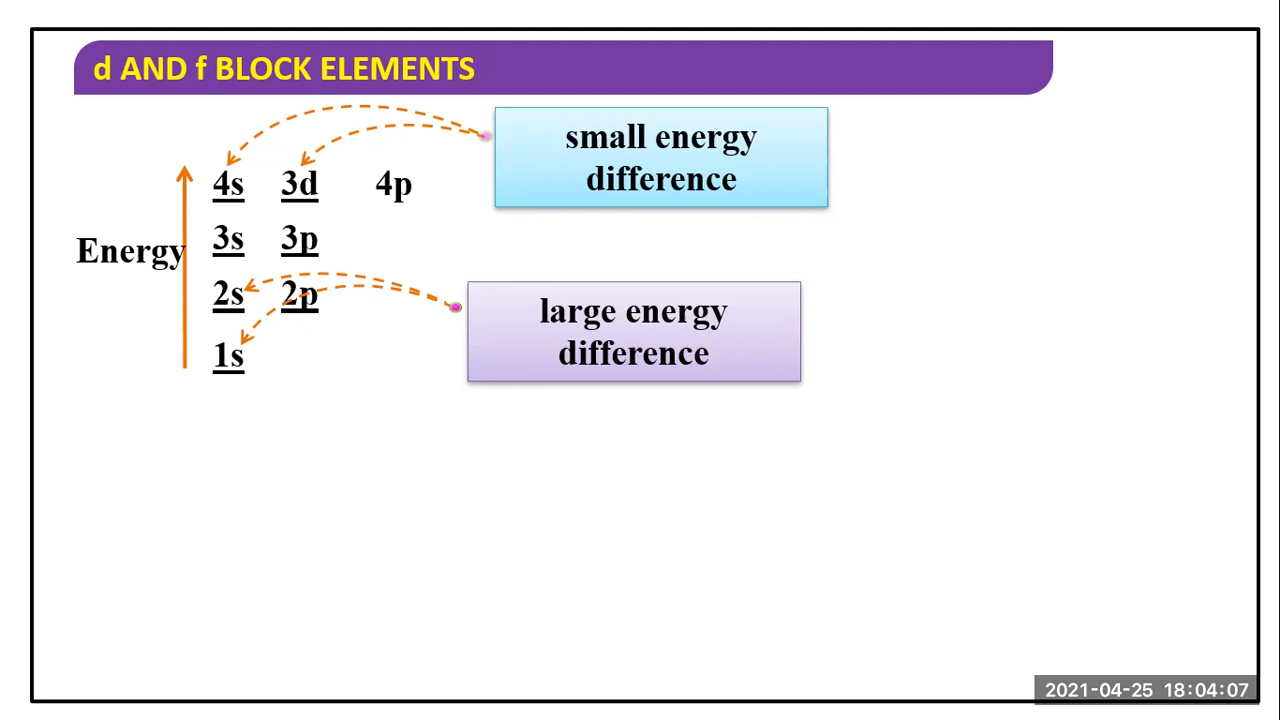 d AND f BLOCK ELEMENTS
small energy
difference
4s 3d 4p
Energy
3s 3p
2s 2p
large energy
difference
1s
2021-04-25 18:04:07